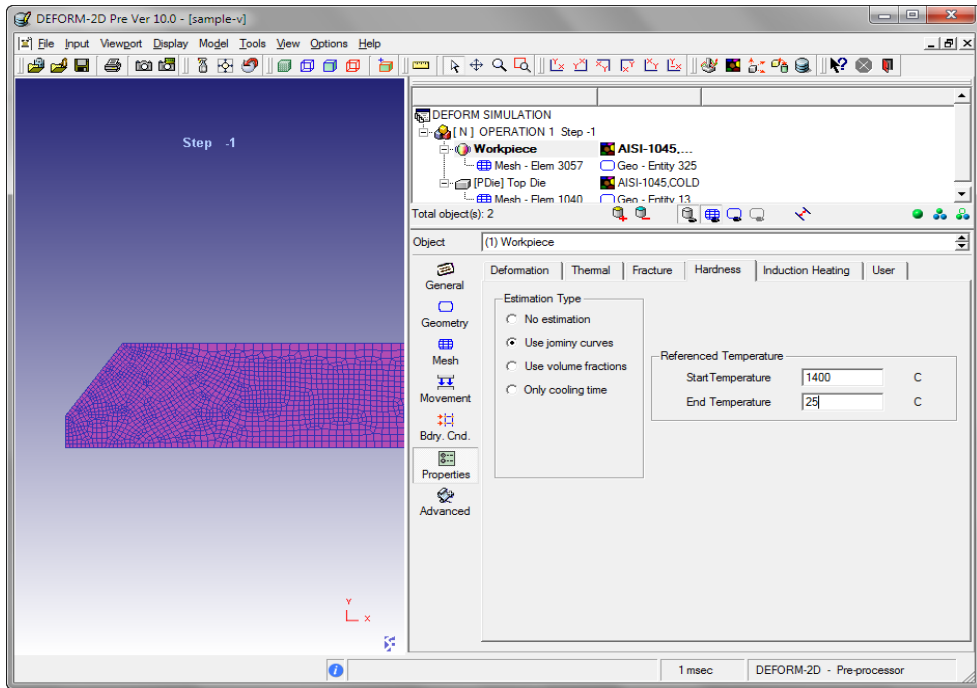 DEFORM-2D Pre Ver 10.0 - [sample-v]
File Input Viewport Display Model Tools View Options Help
Step -1
DEFORM SIMULATION
[ N ] OPERATION 1 Step -1
Workpiece AISI-1045,...
Mesh - Elem 3057 Geo - Entity 325
[PDie] Top Die AISI-1045,COLD
Mesh - Elem 1040 Geo - Entity 13
Total object(s): 2
Object (1) Workpiece
General
Geometry
Mesh
Movement
Bdry. Cnd.
Properties
Advanced
Deformation Thermal Fracture Hardness Induction Heating User
Estimation Type
No estimation
Use jominy curves
Use volume fractions
Only cooling time
Referenced Temperature
Start Temperature 1400 C
End Temperature 25 C
Y
X
1 msec DEFORM-2D - Pre-processor